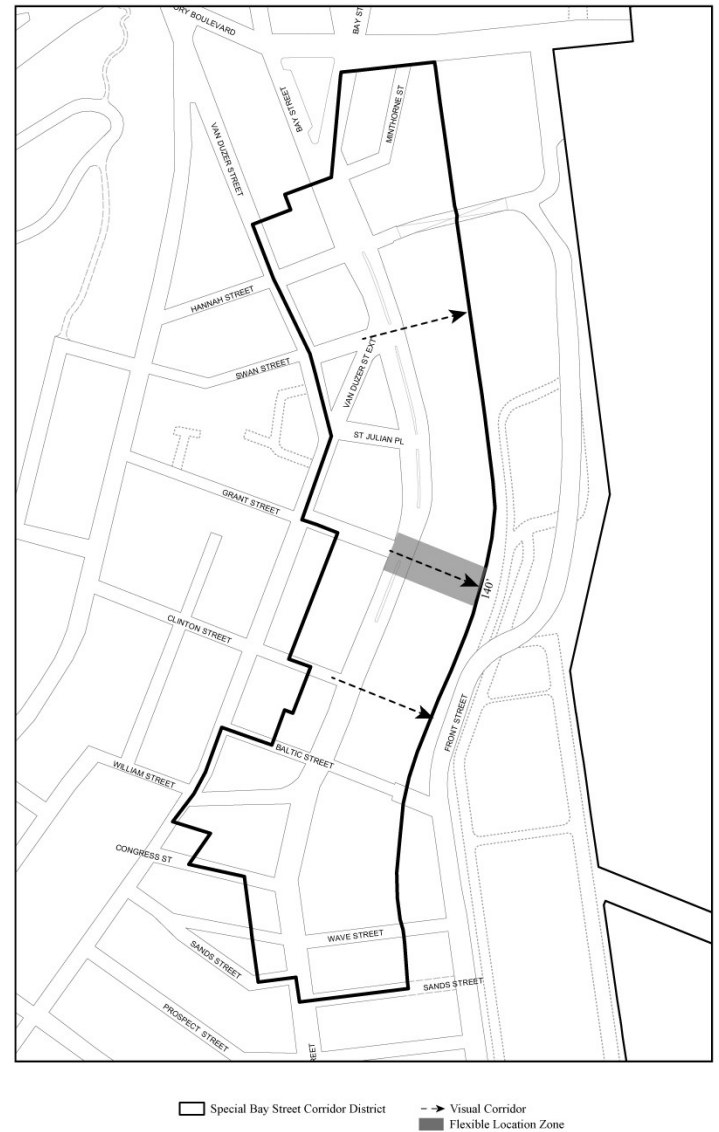 ORY BOULEVARD
BAY ST
BAY STREET
MINTHORNE ST
VAN DUZER STREET
HANNAH STREET
SWAN STREET
VAN DUZER ST EXT
ST JULIAN PL
GRANT STREET
140'
CLINTON STREET
FRONT STREET
BALTIC STREET
WILLIAM STREET
CONGRESS ST
WAVE STREET
SANDS STREET
SANDS STREET
PROSPECT STREET
REET
Special Bay Street Corridor District
Visual Corridor
Flexible Location Zone